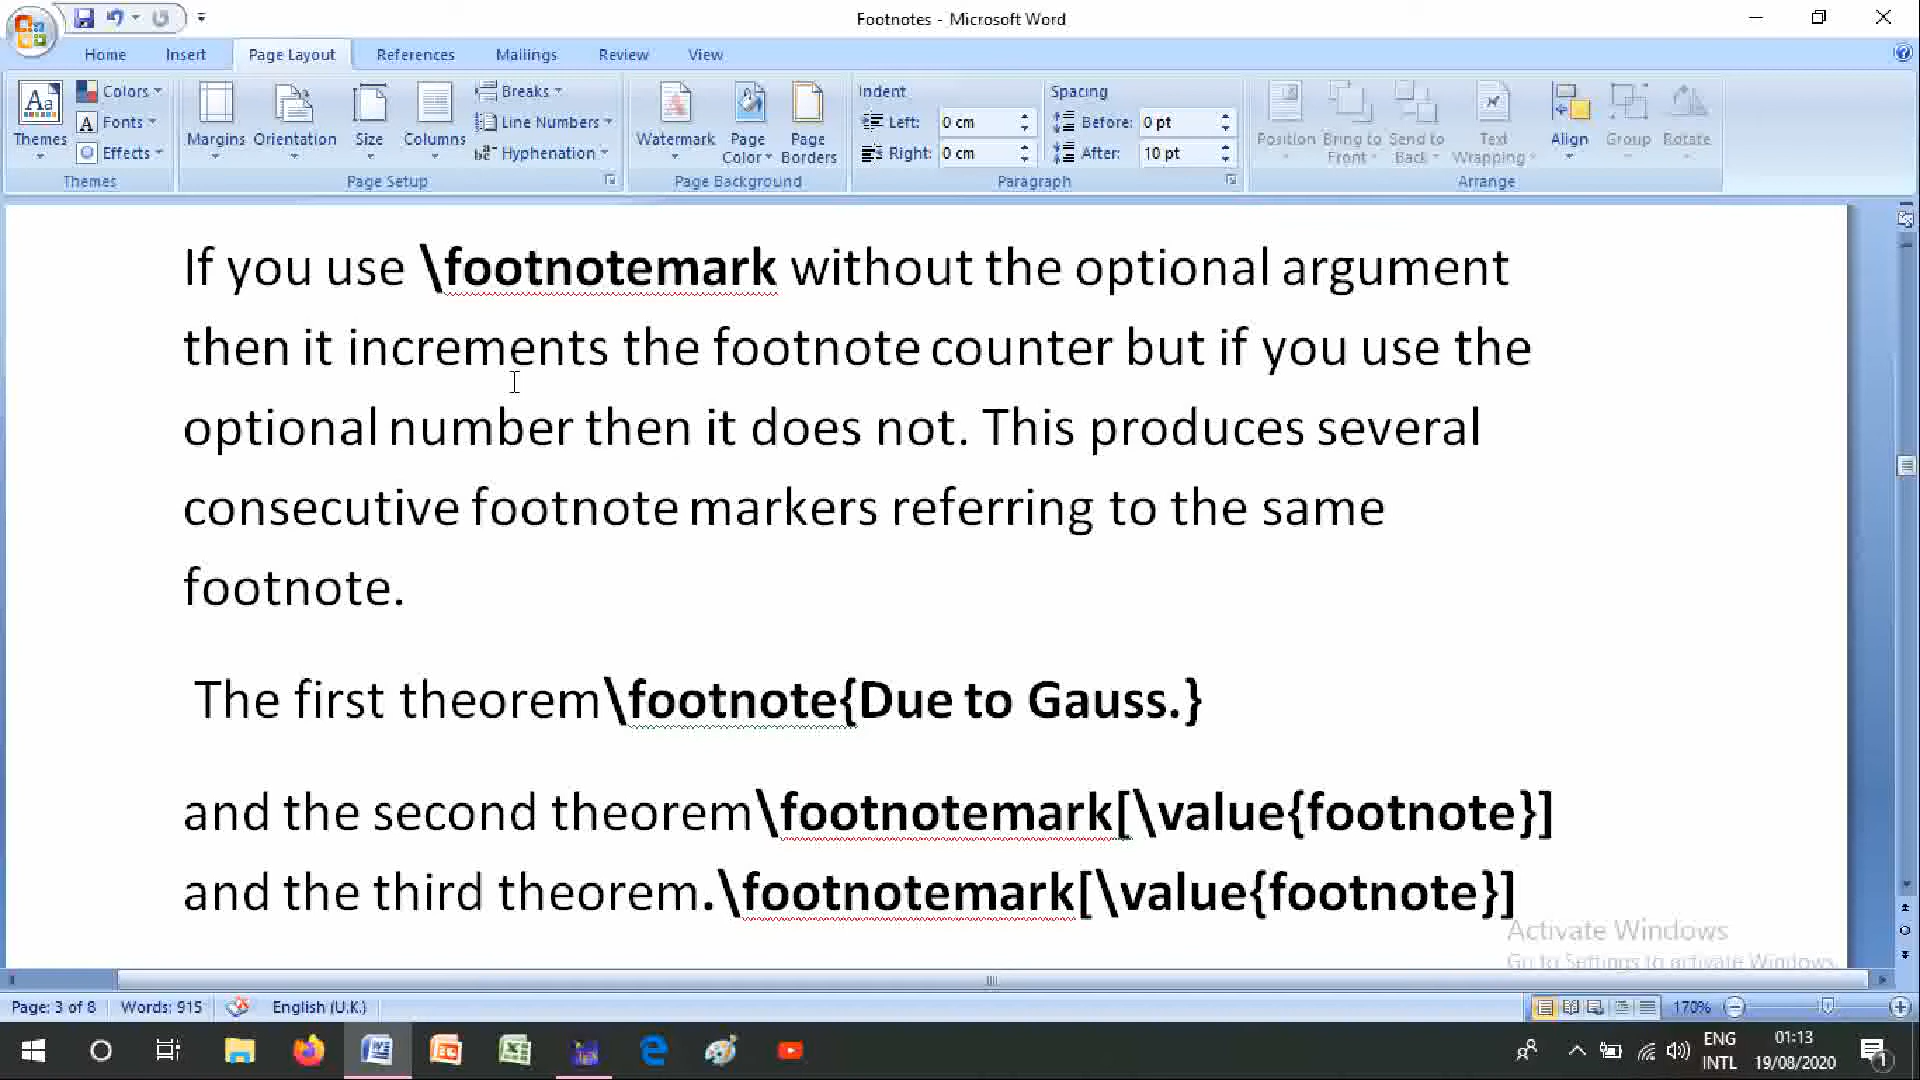 Footnotes - Microsoft Word
Home Insert Page Layout References Mailings Review View
Themes Colors Fonts Effects
Margins Orientation Size Columns Breaks Line Numbers Hyphenation
Watermark Page Color Page Borders
Indent Left: 0 cm Right: 0 cm
Spacing Before: 0 pt After: 10 pt
Position Bring to Front Send to Back Text Wrapping Align Group Rotate
Themes Page Setup Page Background Paragraph Arrange
If you use \footnotemark without the optional argument
then it increments the footnote counter but if you use the
optional number then it does not. This produces several
consecutive footnote markers referring to the same
footnote.
The first theorem\footnote{Due to Gauss.}
and the second theorem\footnotemark[\value{footnote}]
and the third theorem.\footnotemark[\value{footnote}]
Activate Windows
Go to Settings to activate Windows.
Page: 3 of 8 Words: 915 English (U.K.) 170%
ENG 01:13
INTL 19/08/2020 1